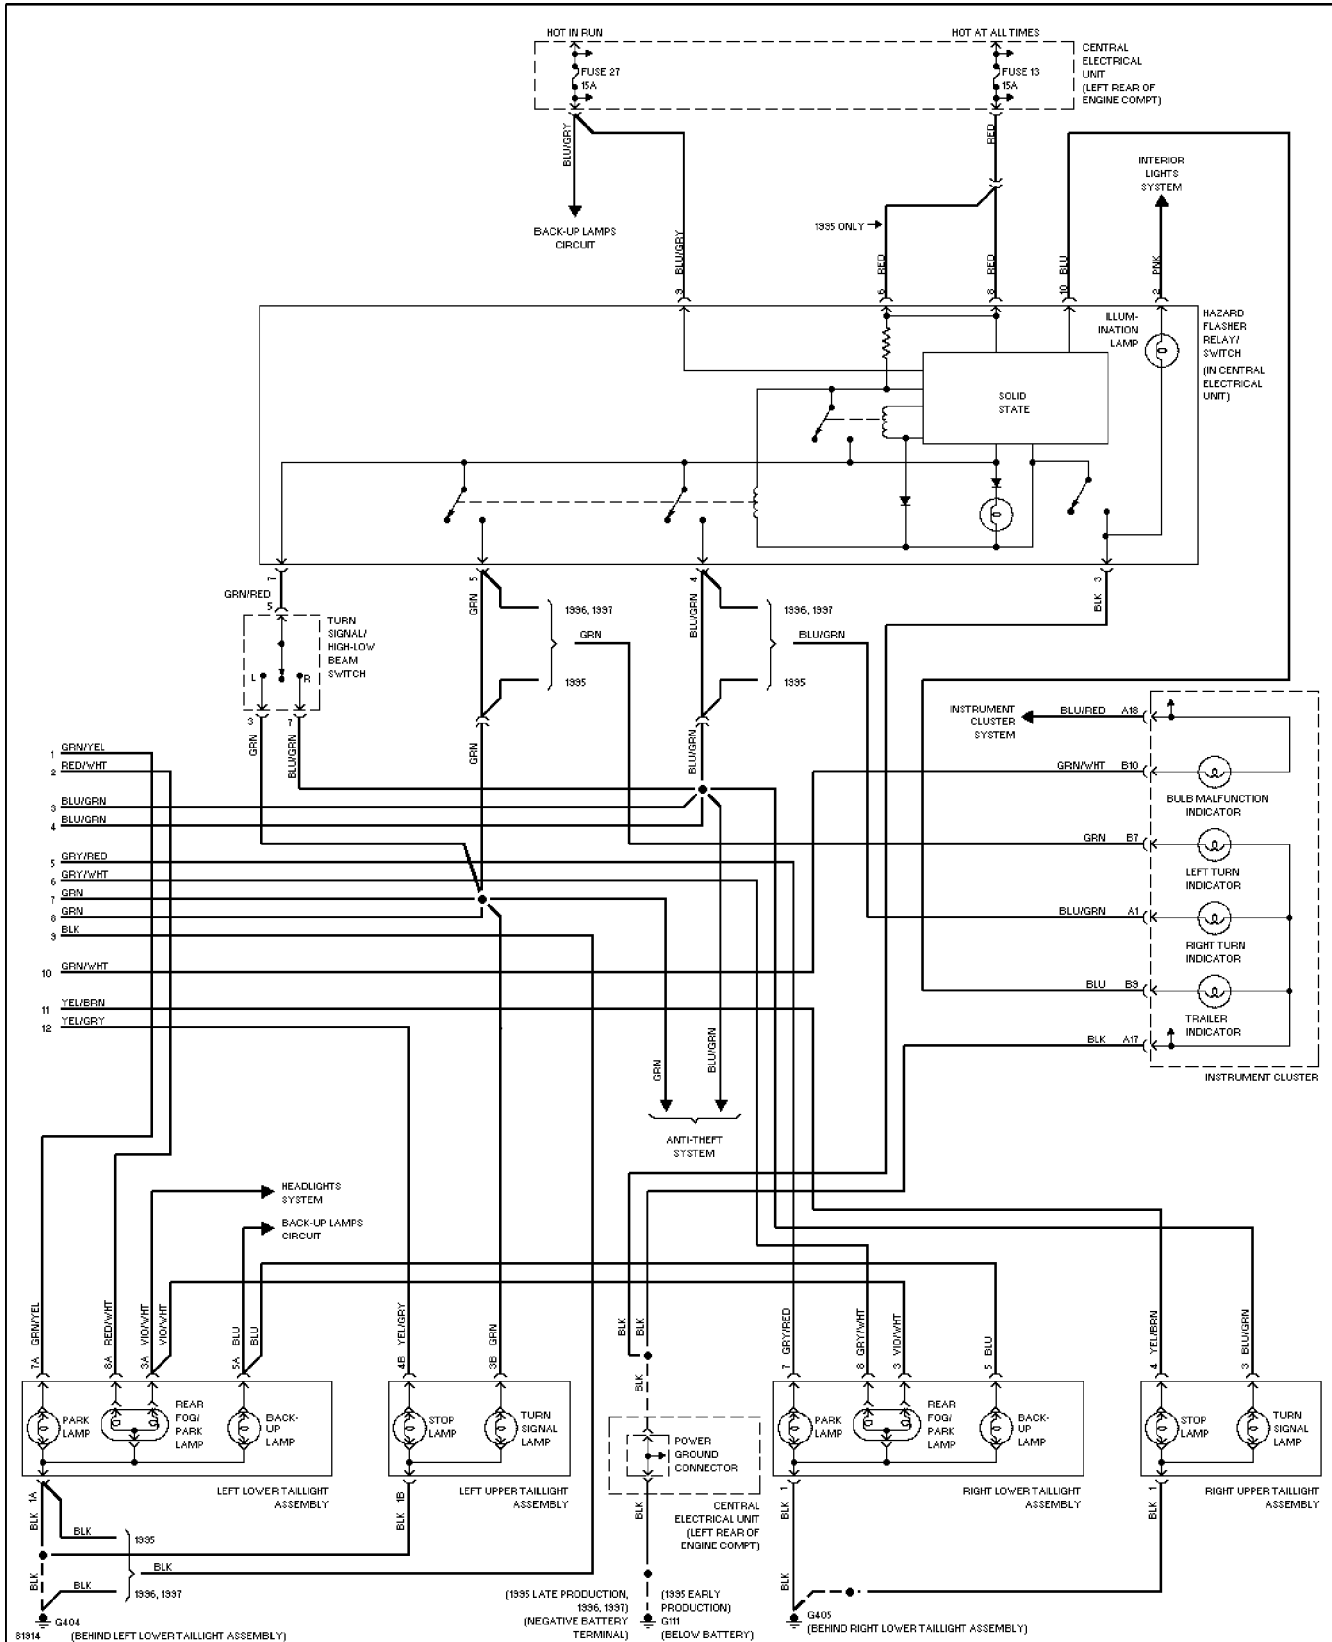 HOT IN RUN
HOT AT ALL TIMES
FUSE 27
15A
FUSE 13
15A
CENTRAL
ELECTRICAL
UNIT
(LEFT REAR OF
ENGINE COMPT)
BLU/GRY
RED
BACK-UP LAMPS
CIRCUIT
INTERIOR
LIGHTS
SYSTEM
1995 ONLY
BLU/GRY
RED
RED
BLU
PNK
9
6
8
10
2
ILLUM-
INATION
LAMP
HAZARD
FLASHER
RELAY/
SWITCH
(IN CENTRAL
ELECTRICAL
UNIT)
SOLID
STATE
7
5
4
3
GRN/RED
5
GRN
BLU/GRN
BLK
TURN
SIGNAL/
HIGH-LOW
BEAM
SWITCH
L
R
3
7
GRN
BLU/GRN
1996, 1997
GRN
1995
1996, 1997
BLU/GRN
1995
GRN
BLU/GRN
INSTRUMENT
CLUSTER
SYSTEM
BLU/RED A18
GRN/WHT B10
BULB MALFUNCTION
INDICATOR
GRN B7
LEFT TURN
INDICATOR
BLU/GRN A1
RIGHT TURN
INDICATOR
BLU B9
TRAILER
INDICATOR
BLK A17
INSTRUMENT CLUSTER
1 GRN/YEL
2 RED/WHT
3 BLU/GRN
4 BLU/GRN
5 GRY/RED
6 GRY/WHT
7 GRN
8 GRN
9 BLK
10 GRN/WHT
11 YEL/BRN
12 YEL/GRY
GRN
BLU/GRN
ANTI-THEFT
SYSTEM
HEADLIGHTS
SYSTEM
BACK-UP LAMPS
CIRCUIT
7A GRN/YEL
8A RED/WHT
3A VIO/WHT
VIO/WHT
5A BLU
BLU
4B YEL/GRY
3B GRN
BLK
BLK
BLK
7 GRY/RED
8 GRY/WHT
3 VIO/WHT
5 BLU
4 YEL/BRN
3 BLU/GRN
PARK
LAMP
REAR
FOG/
PARK
LAMP
BACK-
UP
LAMP
LEFT LOWER TAILLIGHT
ASSEMBLY
STOP
LAMP
TURN
SIGNAL
LAMP
LEFT UPPER TAILLIGHT
ASSEMBLY
POWER
GROUND
CONNECTOR
CENTRAL
ELECTRICAL UNIT
(LEFT REAR OF
ENGINE COMPT)
PARK
LAMP
REAR
FOG/
PARK
LAMP
BACK-
UP
LAMP
RIGHT LOWER TAILLIGHT
ASSEMBLY
STOP
LAMP
TURN
SIGNAL
LAMP
RIGHT UPPER TAILLIGHT
ASSEMBLY
BLK 1A
BLK 1995
BLK
BLK 1996, 1997
BLK
BLK 1B
BLK
BLK 1
BLK
BLK 1
G404
(BEHIND LEFT LOWER TAILLIGHT ASSEMBLY)
(1995 LATE PRODUCTION,
1996, 1997)
(NEGATIVE BATTERY
TERMINAL)
(1995 EARLY
PRODUCTION)
G111
(BELOW BATTERY)
G405
(BEHIND RIGHT LOWER TAILLIGHT ASSEMBLY)
81914